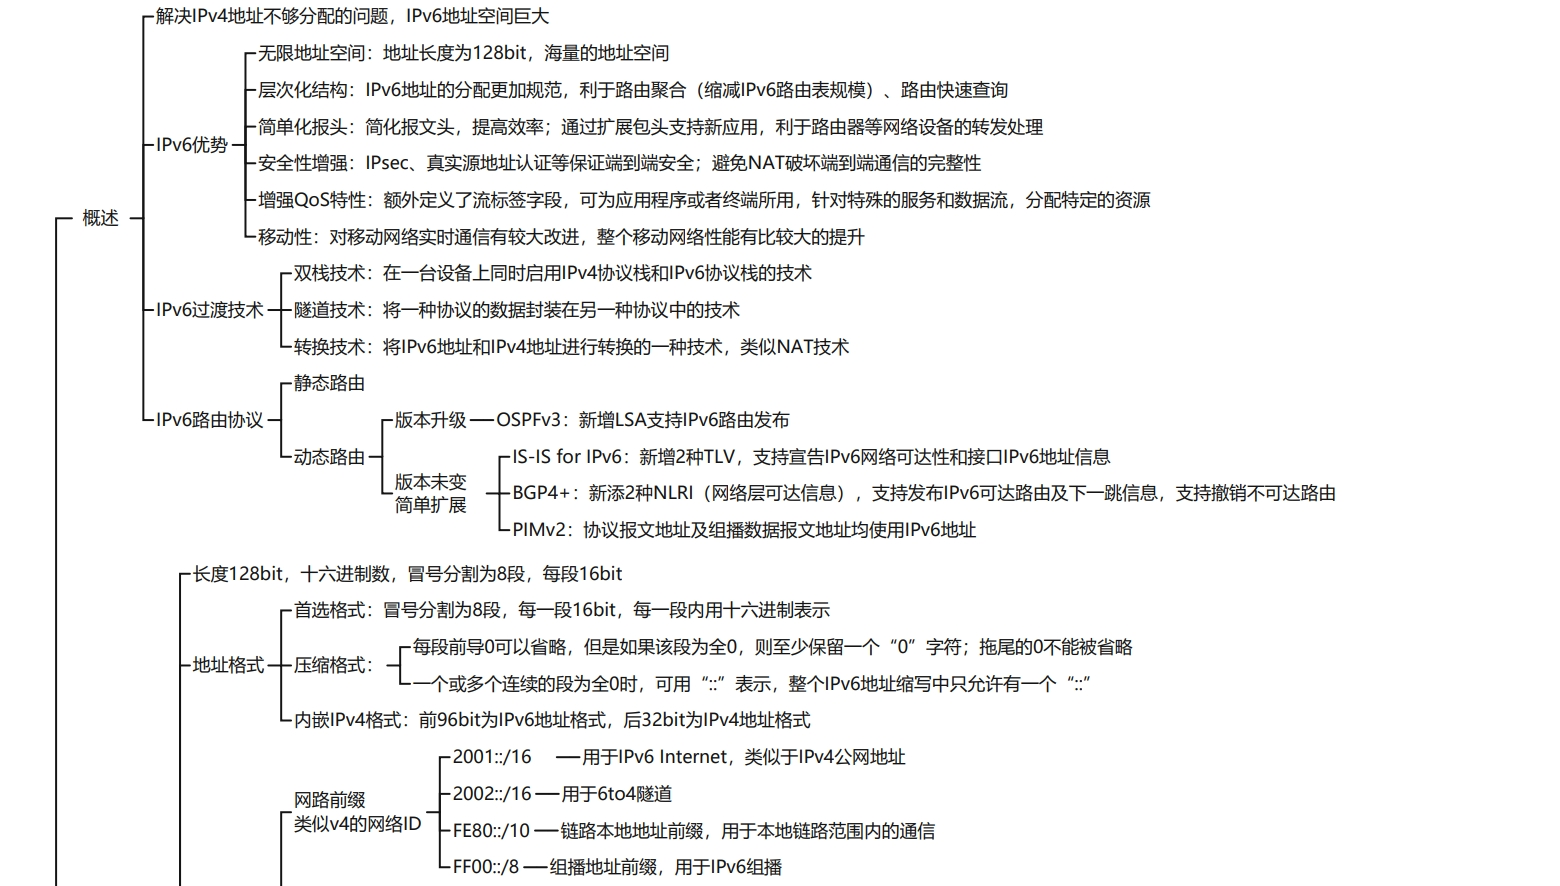 解决IPv4地址不够分配的问题，IPv6地址空间巨大
无限地址空间：地址长度为128bit，海量的地址空间
层次化结构：IPv6地址的分配更加规范，利于路由聚合（缩减IPv6路由表规模）、路由快速查询
简单化报头：简化报文头，提高效率；通过扩展包头支持新应用，利于路由器等网络设备的转发处理
IPv6优势
安全性增强：IPsec、真实源地址认证等保证端到端安全；避免NAT破坏端到端通信的完整性
增强QoS特性：额外定义了流标签字段，可为应用程序或者终端所用，针对特殊的服务和数据流，分配特定的资源
概述
移动性：对移动网络实时通信有较大改进，整个移动网络性能有比较大的提升
双栈技术：在一台设备上同时启用IPv4协议栈和IPv6协议栈的技术
IPv6过渡技术
隧道技术：将一种协议的数据封装在另一种协议中的技术
转换技术：将IPv6地址和IPv4地址进行转换的一种技术，类似NAT技术
静态路由
IPv6路由协议
版本升级
OSPFv3：新增LSA支持IPv6路由发布
动态路由
IS-IS for IPv6：新增2种TLV，支持宣告IPv6网络可达性和接口IPv6地址信息
版本未变
简单扩展
BGP4+：新添2种NLRI（网络层可达信息），支持发布IPv6可达路由及下一跳信息，支持撤销不可达路由
PIMv2：协议报文地址及组播数据报文地址均使用IPv6地址
长度128bit，十六进制数，冒号分割为8段，每段16bit
首选格式：冒号分割为8段，每一段16bit，每一段内用十六进制表示
地址格式
压缩格式：
每段前导0可以省略，但是如果该段为全0，则至少保留一个“0”字符；拖尾的0不能被省略
一个或多个连续的段为全0时，可用“::”表示，整个IPv6地址缩写中只允许有一个“::”
内嵌IPv4格式：前96bit为IPv6地址格式，后32bit为IPv4地址格式
网路前缀
类似v4的网络ID
2001::/16 用于IPv6 Internet，类似于IPv4公网地址
2002::/16 用于6to4隧道
FE80::/10 链路本地地址前缀，用于本地链路范围内的通信
FF00::/8 组播地址前缀，用于IPv6组播